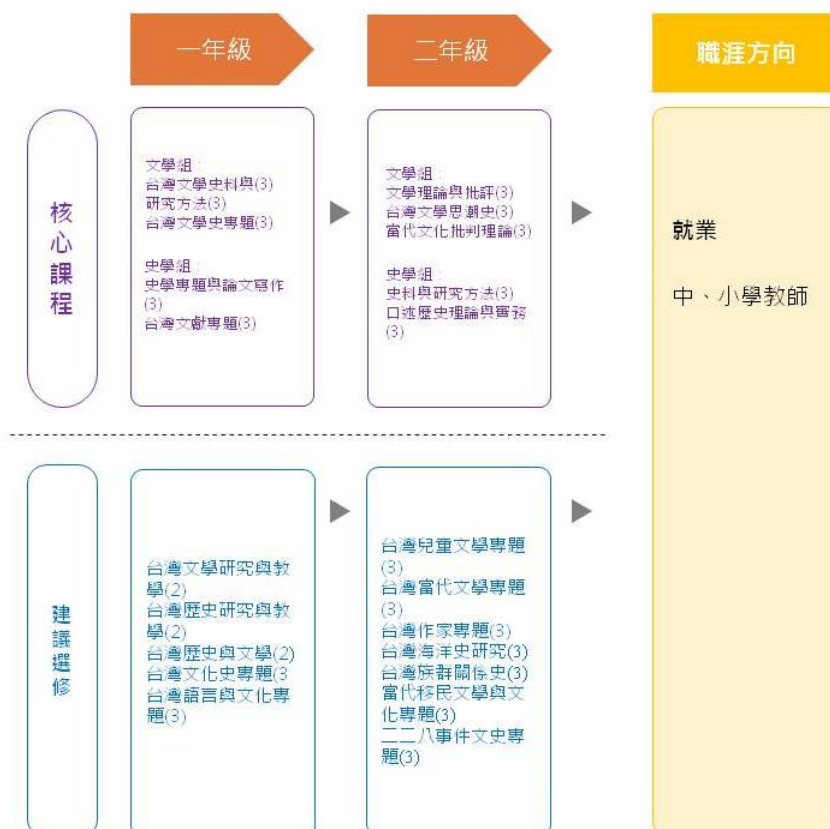 一年級
二年級
職涯方向
核
心
課
程
文學組:
台灣文學史料與(3)
研究方法(3)
台灣文學史專題(3)
史學組:
史學專題與論文寫作
(3)
台灣文獻專題(3)
文學組:
文學理論與批評(3)
台灣文學思潮史(3)
當代文化批判理論(3)
史學組:
史料與研究方法(3)
口述歷史理論與實務
(3)
就業
中、小學教師
建
議
選
修
台灣文學研究與教
學(2)
台灣歷史研究與教
學(2)
台灣歷史與文學(2)
台灣文化史專題(3
台灣語言與文化專
題(3)
台灣兒童文學專題
(3)
台灣當代文學專題
(3)
台灣作家專題(3)
台灣海洋史研究(3)
台灣族群關係史(3)
當代移民文學與文
化專題(3)
二二八事件文史專
題(3)